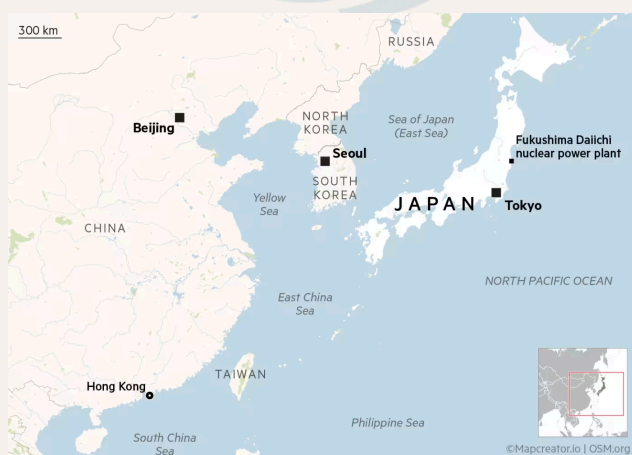 300 km
RUSSIA
Beijing
NORTH
KOREA
Sea of Japan
(East Sea)
Fukushima Daiichi
nuclear power plant
Seoul
SOUTH
KOREA
Yellow
Sea
JAPAN
Tokyo
CHINA
NORTH PACIFIC OCEAN
East China
Sea
TAIWAN
Hong Kong
Philippine Sea
South China
Sea
©Mapcreator.io | OSM.org